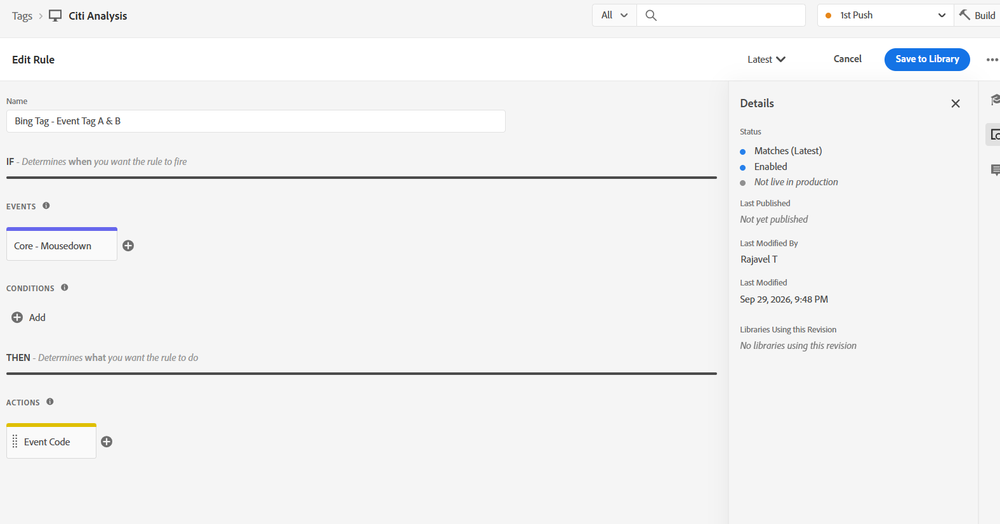 Tags > Citi Analysis
All
1st Push
Build
Edit Rule
Latest
Cancel
Save to Library
Name
Bing Tag - Event Tag A & B
IF - Determines when you want the rule to fire
EVENTS
Core - Mousedown
CONDITIONS
Add
THEN - Determines what you want the rule to do
ACTIONS
Event Code
Details
Status
Matches (Latest)
Enabled
Not live in production
Last Published
Not yet published
Last Modified By
Rajavel T
Last Modified
Sep 29, 2026, 9:48 PM
Libraries Using this Revision
No libraries using this revision